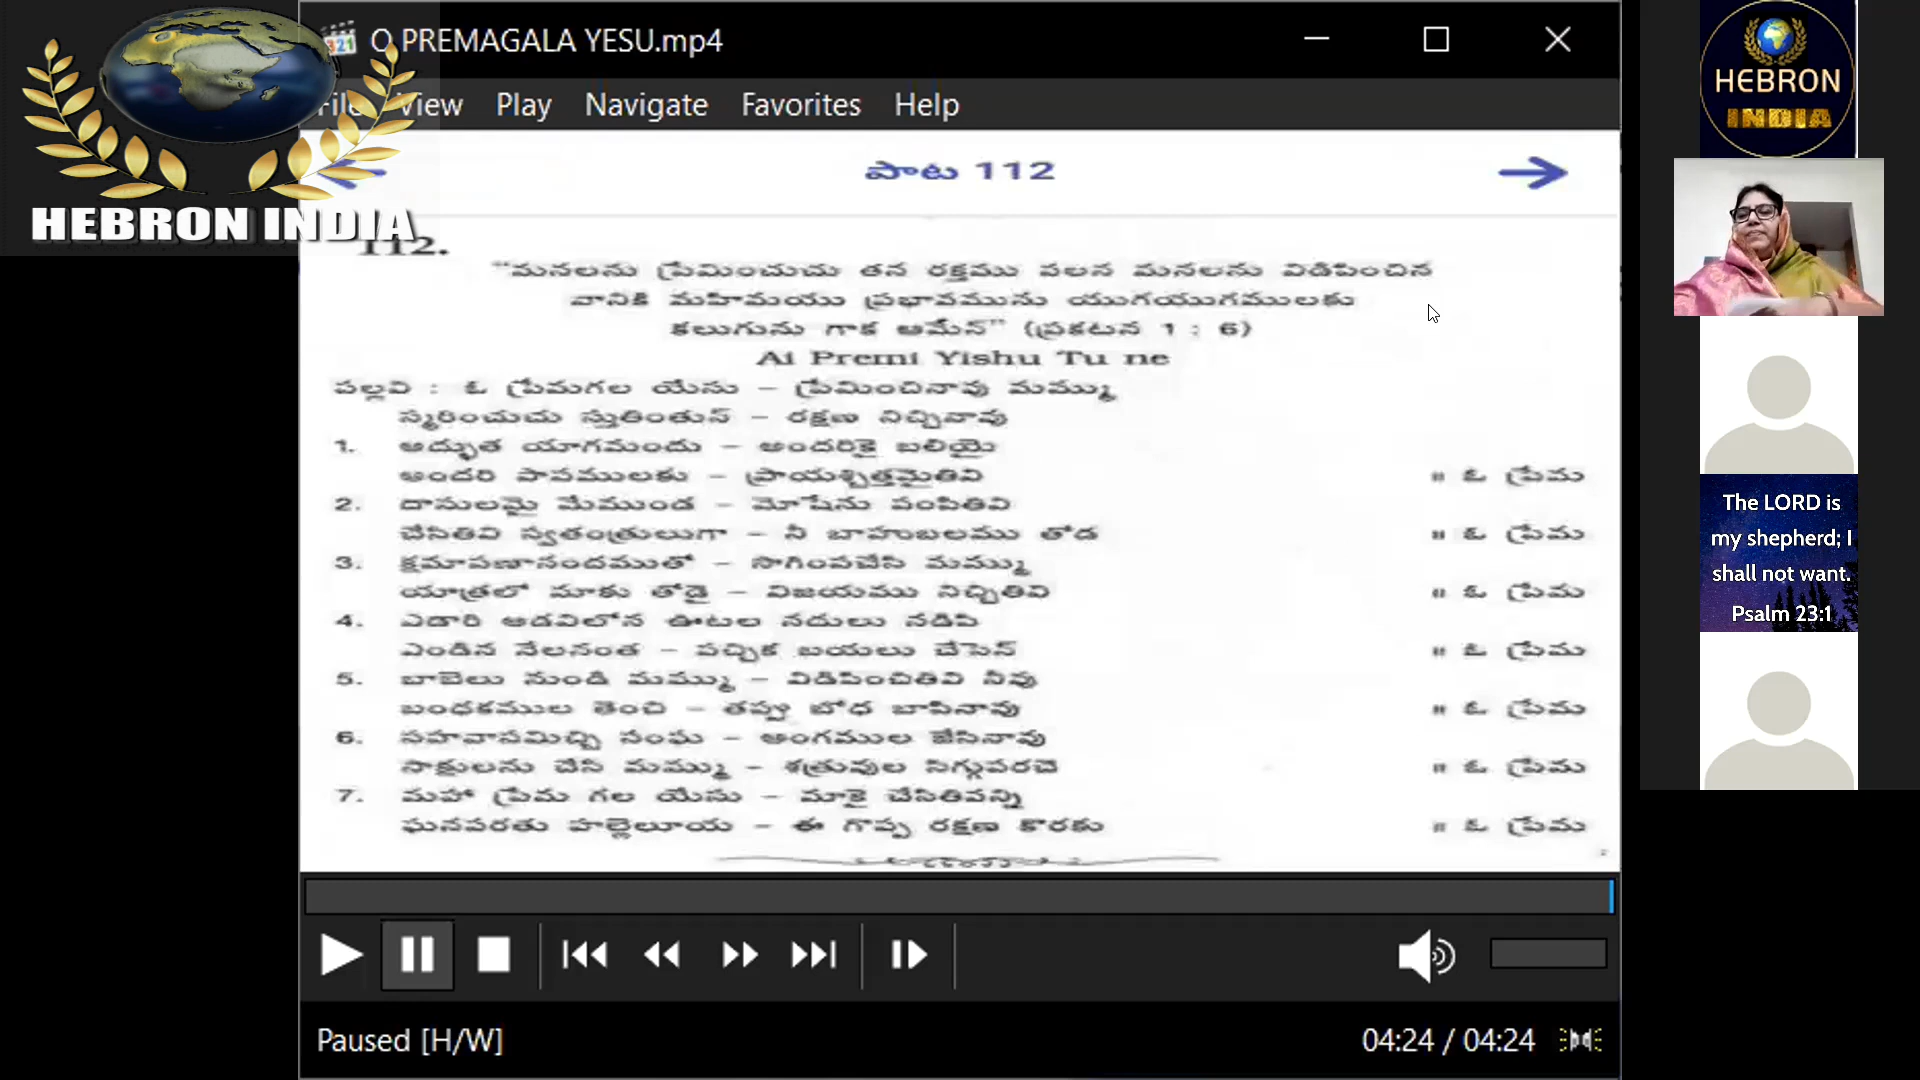 O PREMAGALA YESU.mp4
File View Play Navigate Favorites Help
HEBRON INDIA
పాట 112
112.
"మనలను ప్రేమించుచు తన రక్తము వలన మనలను విడిపించిన
వానికి మహిమయు ప్రభావమును యుగయుగములకు
కలుగును గాక ఆమేన్" (ప్రకటన 1 : 6)
Ai Premi Yishu Tu ne
పల్లవి : ఓ ప్రేమగల యేసు – ప్రేమించినావు మమ్ము
స్మరించుచు స్తుతింతున్ – రక్షణ నిచ్చినావు
1. అద్భుత యాగమందు – అందరికై బలియై
అందరి పాపములకు – ప్రాయశ్చిత్తమైతివి " ఓ ప్రేమ
2. దాసులమై మేముండ – మోషేను పంపితివి
చేసితివి స్వతంత్రులుగా – నీ బాహుబలము తోడ " ఓ ప్రేమ
3. క్షమాపణానందముతో – సాగింపచేసి మమ్ము
యాత్రలో మాకు తోడై – విజయము నిచ్చితివి " ఓ ప్రేమ
4. ఎడారి అడవిలోన ఊటల నదులు నడిపి
ఎండిన నేలనంత – పచ్చిక బయలు చేసెన్ " ఓ ప్రేమ
5. బాబెలు నుండి మమ్ము – విడిపించితివి నీవు
బంధకముల తెంచి – తప్పు బోధ బాపినావు " ఓ ప్రేమ
6. సహవాసమిచ్చి సంఘ – అంగముల జేసినావు
సాక్షులను చేసి మమ్ము – శత్రువుల సిగ్గుపరచె " ఓ ప్రేమ
7. మహా ప్రేమ గల యేసు – మాకై చేసితివన్ని
ఘనపరతు హల్లెలూయ – ఈ గొప్ప రక్షణ కొరకు " ఓ ప్రేమ
Paused [H/W]
04:24 / 04:24
HEBRON
INDIA
The LORD is
my shepherd; I
shall not want.
Psalm 23:1